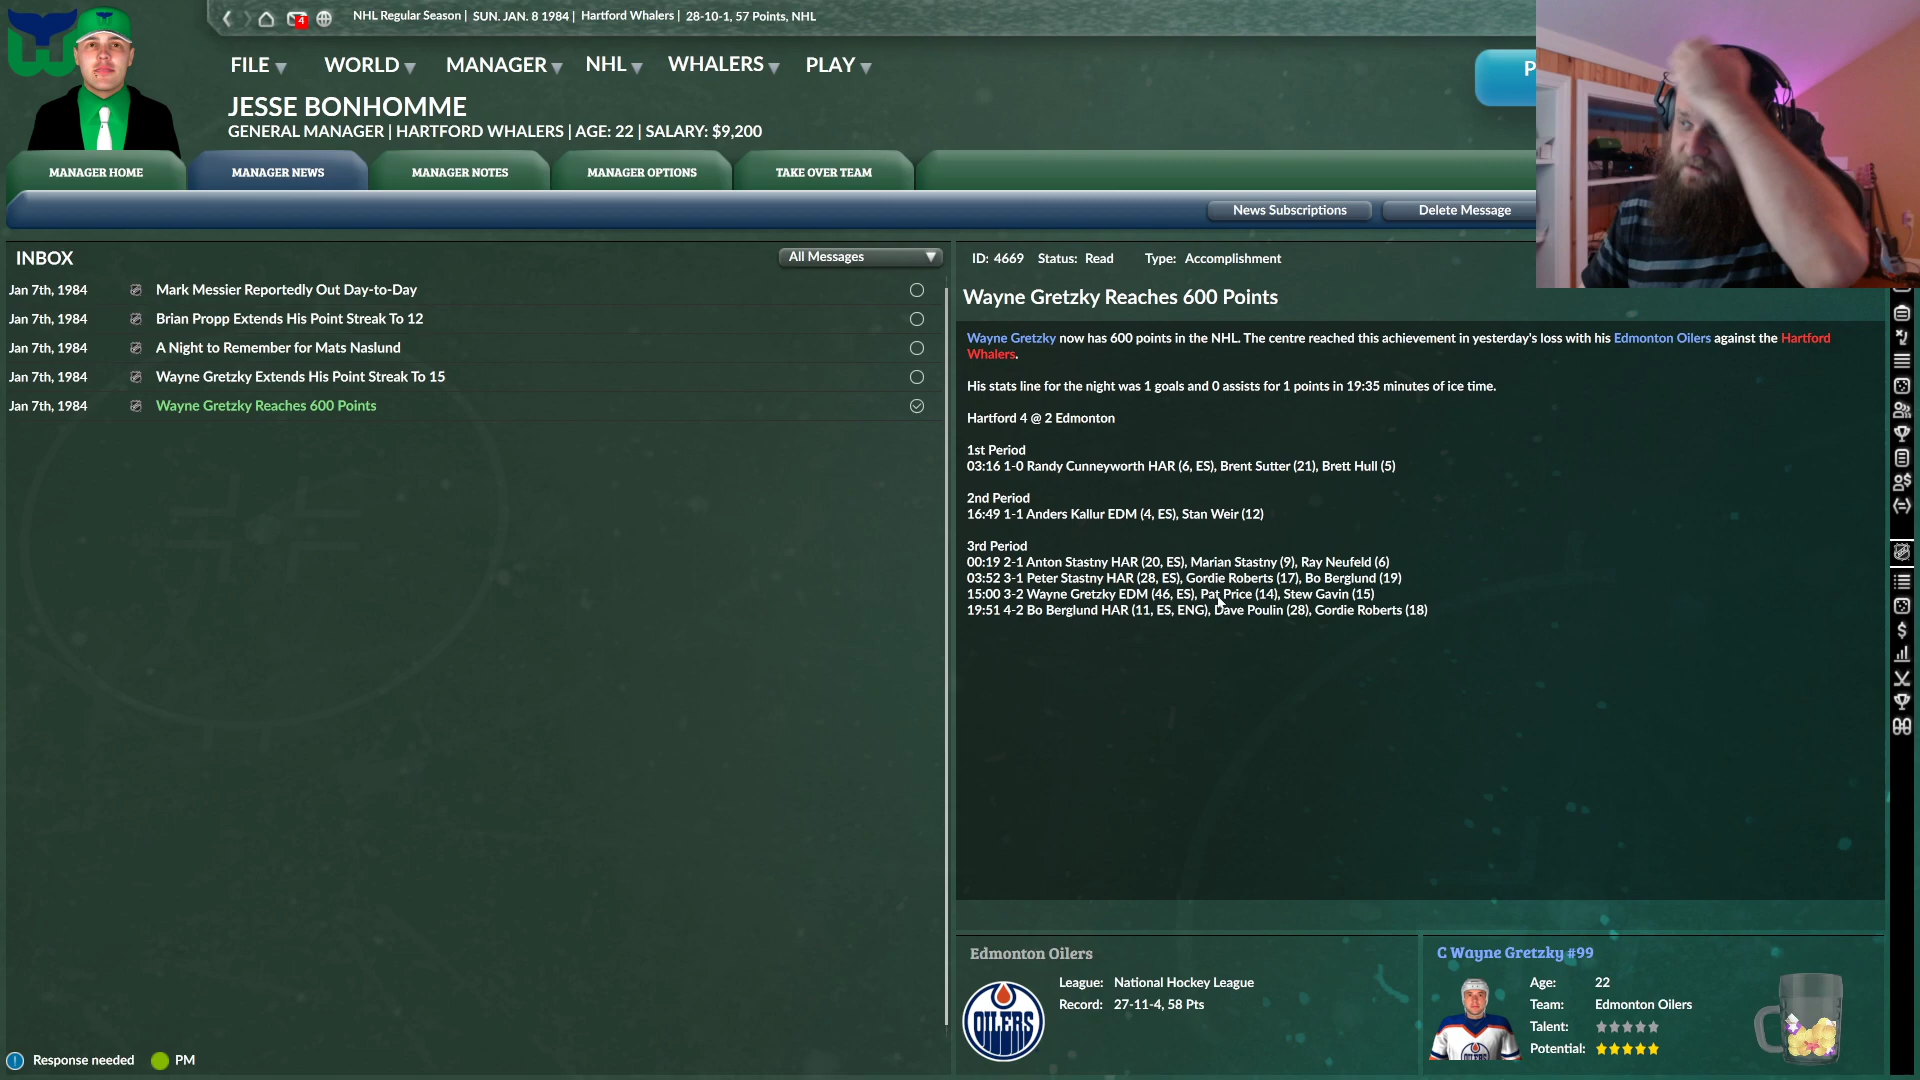 4 NHL Regular Season | SUN. JAN. 8 1984 | Hartford Whalers | 28-10-1, 57 Points, NHL
FILE WORLD MANAGER NHL WHALERS PLAY
JESSE BONHOMME
GENERAL MANAGER | HARTFORD WHALERS | AGE: 22 | SALARY: $9,200
MANAGER HOME MANAGER NEWS MANAGER NOTES MANAGER OPTIONS TAKE OVER TEAM
News Subscriptions Delete Message
INBOX All Messages
Jan 7th, 1984 Mark Messier Reportedly Out Day-to-Day
Jan 7th, 1984 Brian Propp Extends His Point Streak To 12
Jan 7th, 1984 A Night to Remember for Mats Naslund
Jan 7th, 1984 Wayne Gretzky Extends His Point Streak To 15
Jan 7th, 1984 Wayne Gretzky Reaches 600 Points
Response needed PM
ID: 4669 Status: Read Type: Accomplishment
Wayne Gretzky Reaches 600 Points
Wayne Gretzky now has 600 points in the NHL. The centre reached this achievement in yesterday's loss with his Edmonton Oilers against the Hartford
Whalers.
His stats line for the night was 1 goals and 0 assists for 1 points in 19:35 minutes of ice time.
Hartford 4 @ 2 Edmonton
1st Period
03:16 1-0 Randy Cunneyworth HAR (6, ES), Brent Sutter (21), Brett Hull (5)
2nd Period
16:49 1-1 Anders Kallur EDM (4, ES), Stan Weir (12)
3rd Period
00:19 2-1 Anton Stastny HAR (20, ES), Marian Stastny (9), Ray Neufeld (6)
03:52 3-1 Peter Stastny HAR (28, ES), Gordie Roberts (17), Bo Berglund (19)
15:00 3-2 Wayne Gretzky EDM (46, ES), Pat Price (14), Stew Gavin (15)
19:51 4-2 Bo Berglund HAR (11, ES, ENG), Dave Poulin (28), Gordie Roberts (18)
Edmonton Oilers
League: National Hockey League
Record: 27-11-4, 58 Pts
OILERS
C Wayne Gretzky #99
Age: 22
Team: Edmonton Oilers
Talent:
Potential: